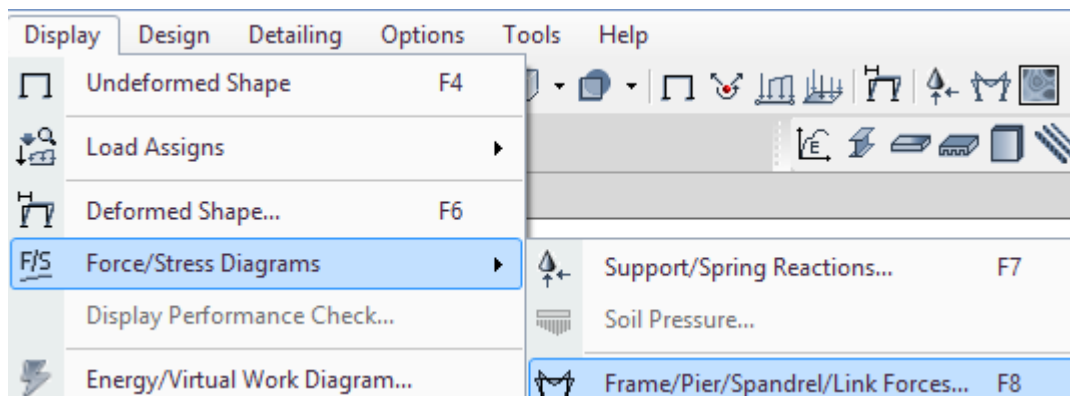 Display Design Detailing Options Tools Help
Undeformed Shape F4
Load Assigns
Deformed Shape... F6
F/S Force/Stress Diagrams
Support/Spring Reactions... F7
Display Performance Check...
Soil Pressure...
Energy/Virtual Work Diagram...
Frame/Pier/Spandrel/Link Forces... F8